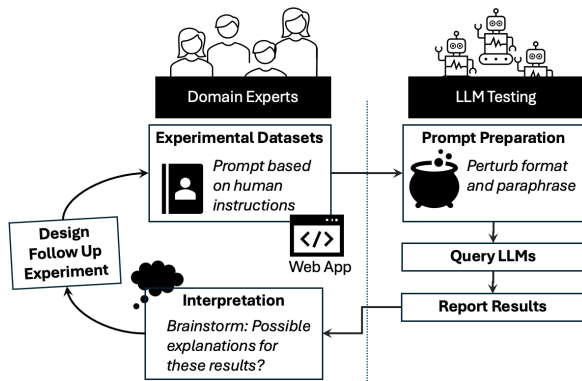 Domain Experts
LLM Testing
Experimental Datasets
Prompt based
on human
instructions
</>
Web App
Prompt Preparation
Perturb format
and paraphrase
Query LLMs
Report Results
Interpretation
Brainstorm: Possible
explanations for
these results?
Design
Follow Up
Experiment